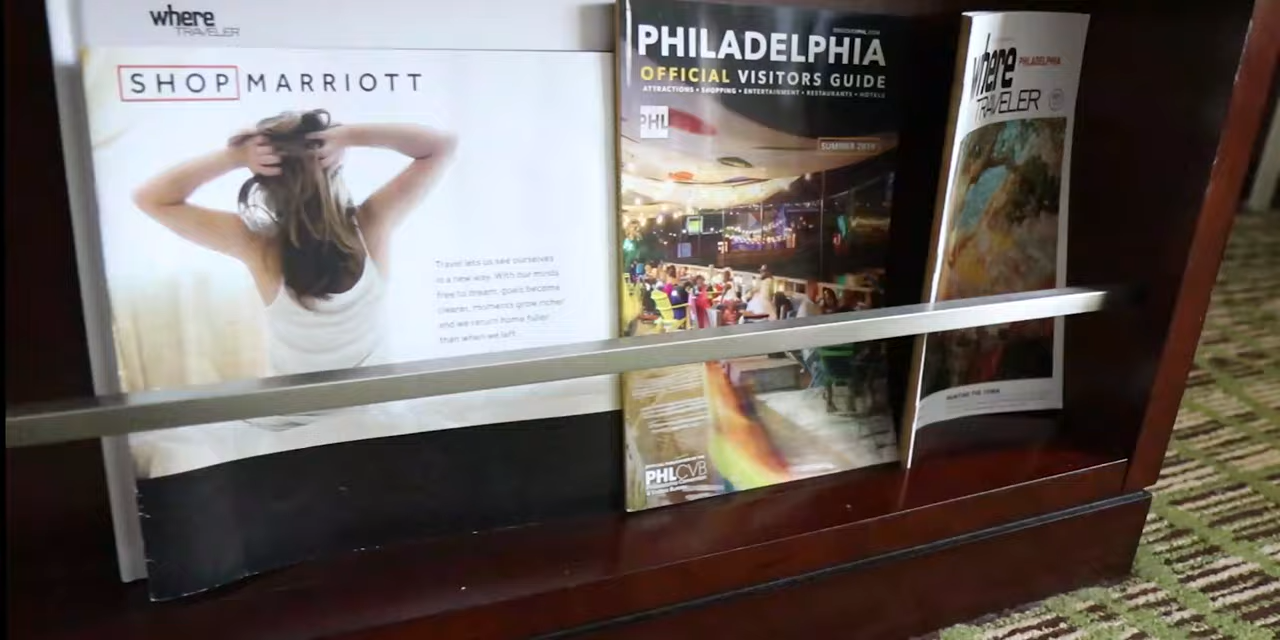 where
TRAVELER
SHOP MARRIOTT
Travel lets us see ourselves
in a new way. With our minds
free to dream, goals become
clearer, moments grow richer
and we return home fuller
than when we left.
PHILADELPHIA
OFFICIAL VISITORS GUIDE
ATTRACTIONS • SHOPPING • ENTERTAINMENT • RESTAURANTS • HOTELS
PHL
SUMMER
PHLCVB
where PHILADELPHIA
TRAVELER